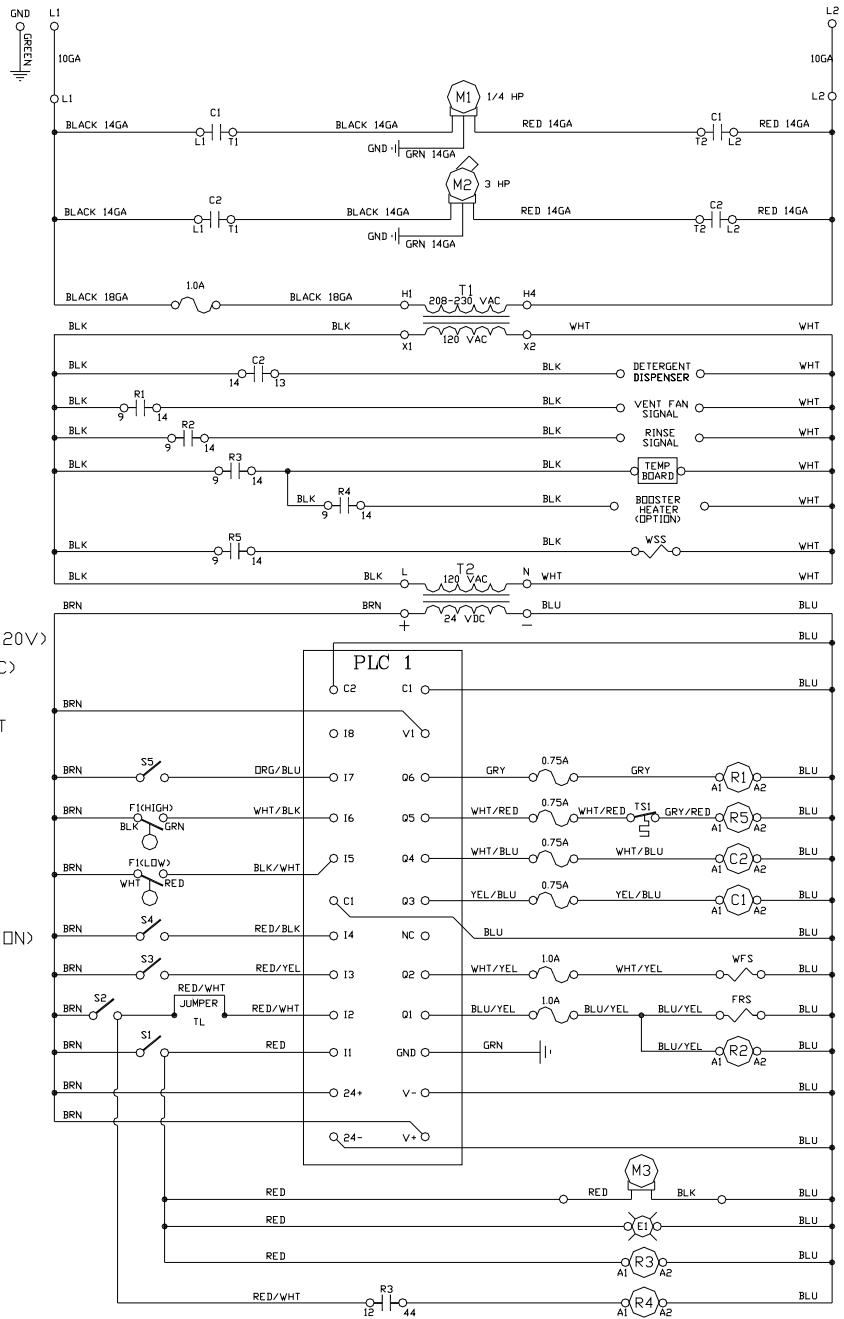 GND L1 L2
GREEN
10GA 10GA
L1 L2
M1 1/4 HP
BLACK 14GA C1 BLACK 14GA RED 14GA C1 RED 14GA
L1 T1 T2 L2
GND GRN 14GA
M2 3 HP
BLACK 14GA C2 BLACK 14GA RED 14GA C2 RED 14GA
L1 T1 T2 L2
GND GRN 14GA
1.0A T1
BLACK 18GA BLACK 18GA H1 208-230 VAC H4
BLK BLK X1 120 VAC X2 WHT WHT
BLK C2 BLK DETERGENT DISPENSER WHT
14 13
BLK R1 BLK VENT FAN SIGNAL WHT
9 14
BLK R2 BLK RINSE SIGNAL WHT
9 14
BLK R3 BLK TEMP BOARD WHT
9 14
BLK R4 BLK BOOSTER HEATER (OPTION) WHT
9 14
BLK R5 BLK WSS WHT
9 14
T2
BLK BLK L 120 VAC N WHT WHT
BRN BRN + 24 VDC - BLU BLU
20V)
BLU
C)
PLC 1
C2 C1 BLU
BRN
T
I8 V1
BRN S5 ORG/BLU I7 Q6 GRY 0.75A GRY R1 BLU
A1 A2
BRN F1(HIGH) WHT/BLK I6 Q5 WHT/RED 0.75A WHT/RED TS1 GRY/RED R5 BLU
BLK GRN A1 A2
I5 Q4 WHT/BLU 0.75A WHT/BLU C2 BLU
A1 A2
BRN F1(LOW) BLK/WHT
WHT RED
C1 Q3 YEL/BLU 0.75A YEL/BLU C1 BLU
A1 A2
ON)
BRN S4 RED/BLK I4 NC BLU BLU
BRN S3 RED/YEL I3 Q2 WHT/YEL 1.0A WHT/YEL WFS BLU
RED/WHT
BRN S2 JUMPER RED/WHT I2 Q1 BLU/YEL 1.0A BLU/YEL BLU/YEL FRS BLU
TL
BRN S1 RED I1 GND GRN BLU/YEL R2 BLU
A1 A2
BRN 24+ V- BLU
BRN
24- V+ BLU
M3
RED RED BLK BLU
RED E1 BLU
RED R3 BLU
A1 A2
RED/WHT R3 R4 BLU
12 44 A1 A2